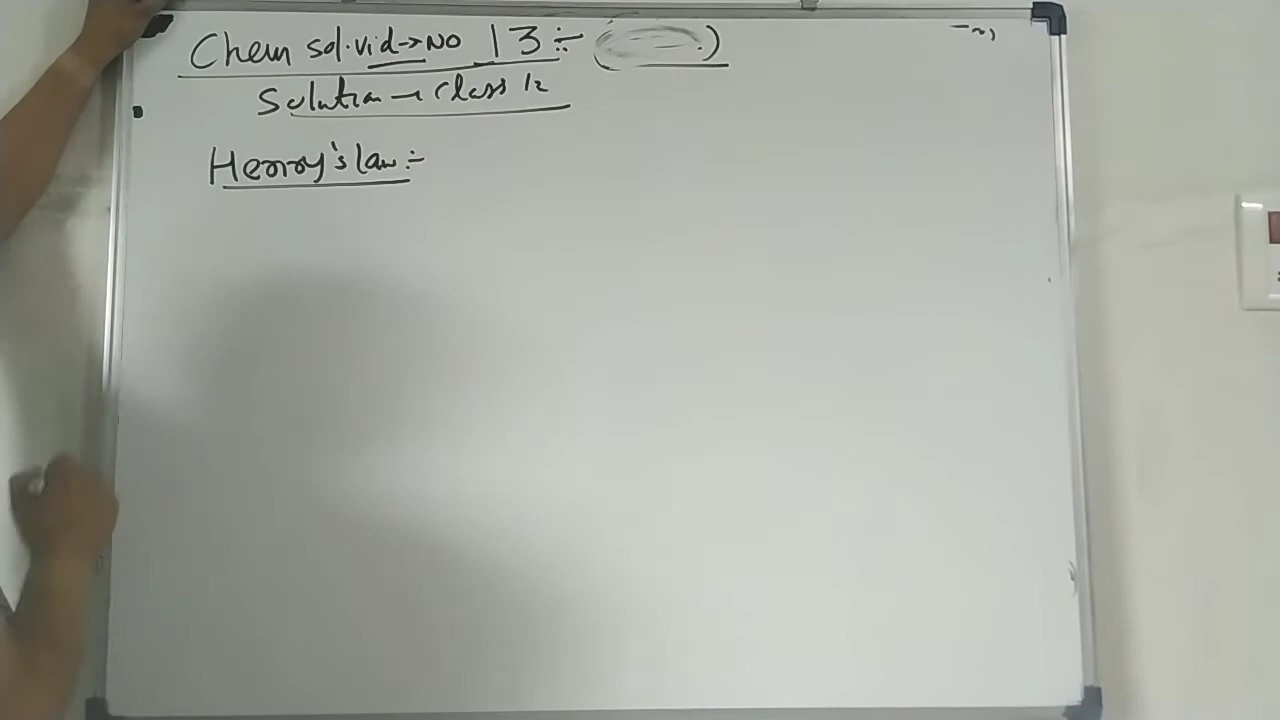 Chem sol.vid→NO 13:- ( )
Solution → Class 12
Henry's law :-